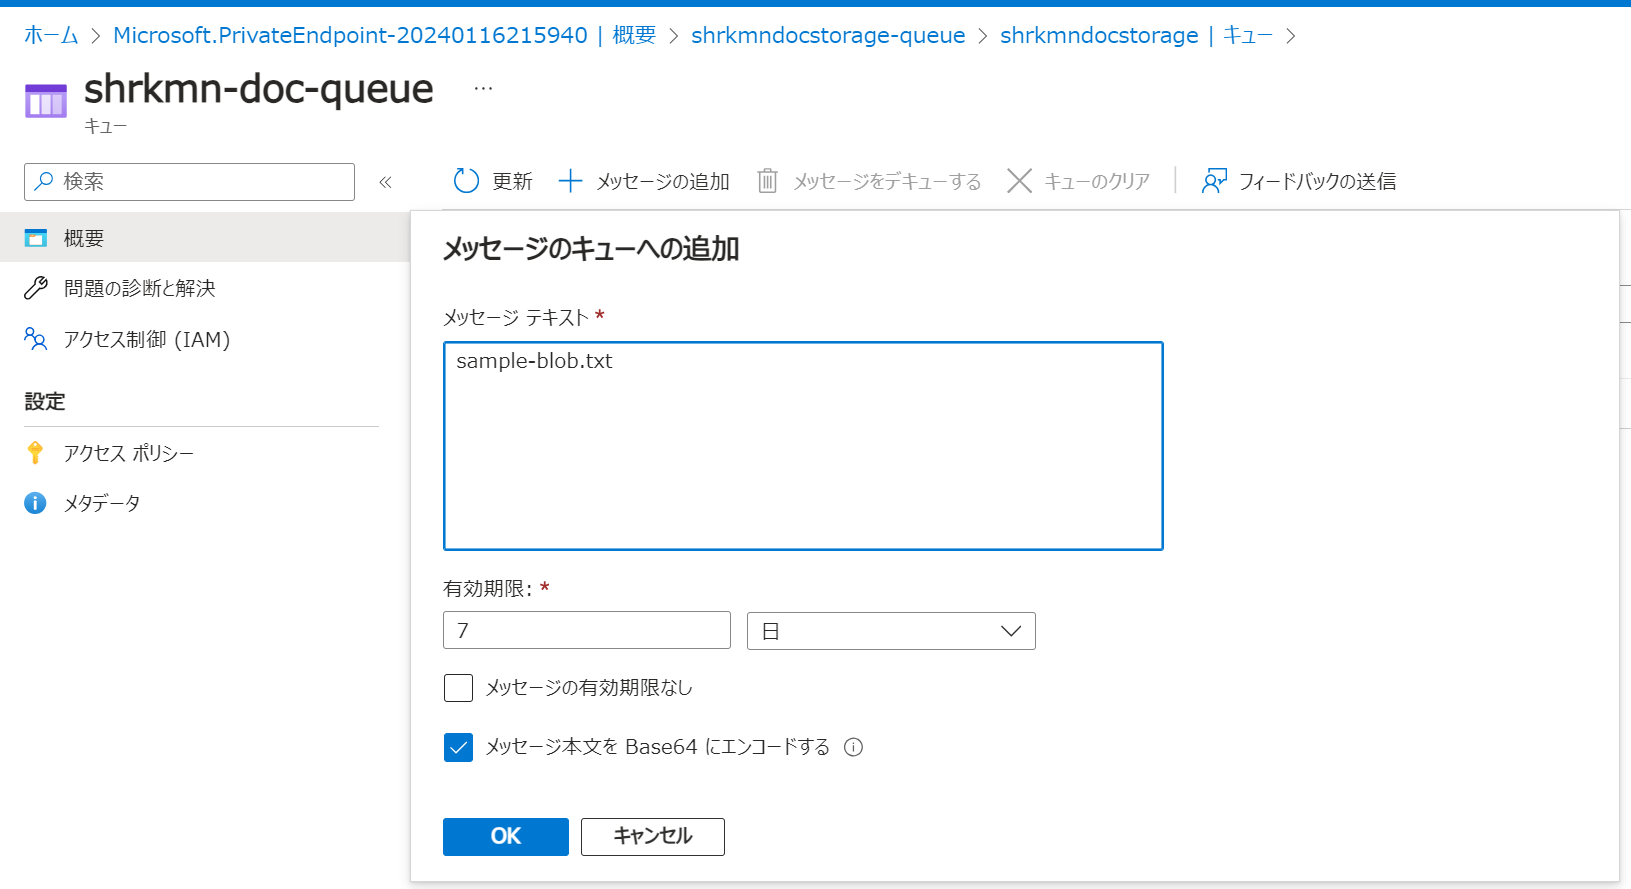 ホーム > Microsoft.PrivateEndpoint-20240116215940 | 概要 > shrkmndocstorage-queue > shrkmndocstorage | キュー >
shrkmn-doc-queue ...
キュー
検索 «
更新 メッセージの追加 メッセージをデキューする キューのクリア フィードバックの送信
概要
問題の診断と解決
アクセス制御 (IAM)
設定
アクセス ポリシー
メタデータ
メッセージのキューへの追加
メッセージ テキスト *
sample-blob.txt
有効期限: *
7 日
メッセージの有効期限なし
メッセージ本文を Base64 にエンコードする
OK キャンセル